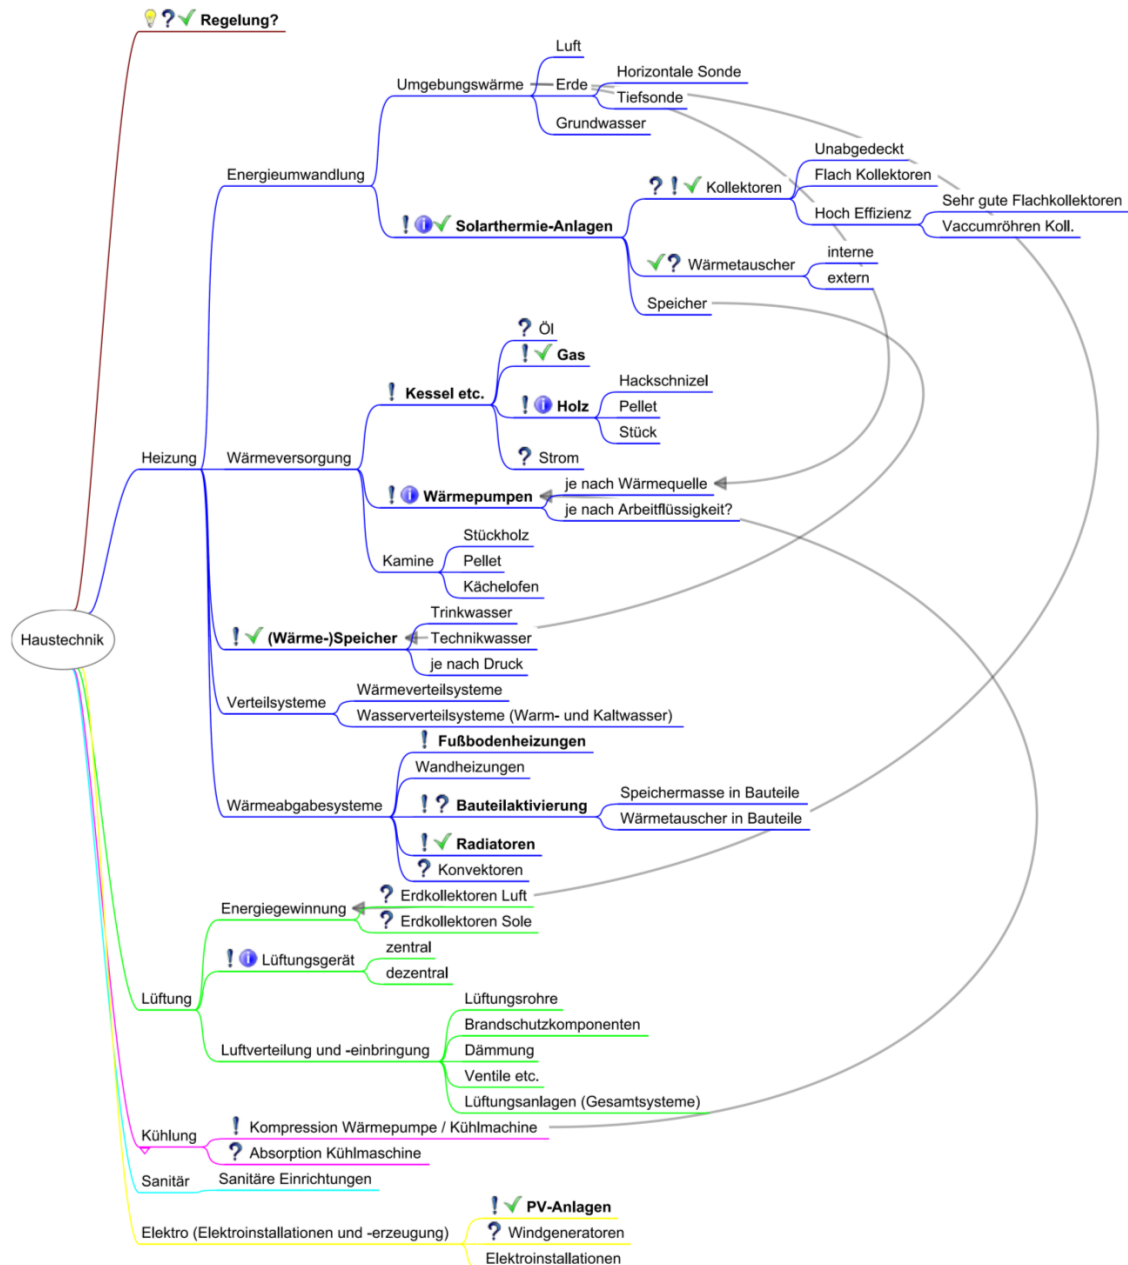 Regelung?
Luft
Umgebungswärme
Erde
Horizontale Sonde
Tiefsonde
Grundwasser
Energieumwandlung
Unabgedeckt
Kollektoren
Flach Kollektoren
Hoch Effizienz
Sehr gute Flachkollektoren
Vaccumröhren Koll.
Solarthermie-Anlagen
Wärmetauscher
interne
extern
Speicher
Öl
Gas
Kessel etc.
Hackschnizel
Holz
Pellet
Stück
Strom
Heizung
Wärmeversorgung
je nach Wärmequelle
Wärmepumpen
je nach Arbeitflüssigkeit?
Stückholz
Kamine
Pellet
Kächelofen
Haustechnik
Trinkwasser
(Wärme-)Speicher
Technikwasser
je nach Druck
Verteilsysteme
Wärmeverteilsysteme
Wasserverteilsysteme (Warm- und Kaltwasser)
Fußbodenheizungen
Wandheizungen
Wärmeabgabesysteme
Bauteilaktivierung
Speichermasse in Bauteile
Wärmetauscher in Bauteile
Radiatoren
Konvektoren
Energiegewinnung
Erdkollektoren Luft
Erdkollektoren Sole
Lüftungsgerät
zentral
dezentral
Lüftung
Lüftungsrohre
Brandschutzkomponenten
Luftverteilung und -einbringung
Dämmung
Ventile etc.
Lüftungsanlagen (Gesamtsysteme)
Kühlung
Kompression Wärmepumpe / Kühlmachine
Absorption Kühlmaschine
Sanitär
Sanitäre Einrichtungen
PV-Anlagen
Elektro (Elektroinstallationen und -erzeugung)
Windgeneratoren
Elektroinstallationen